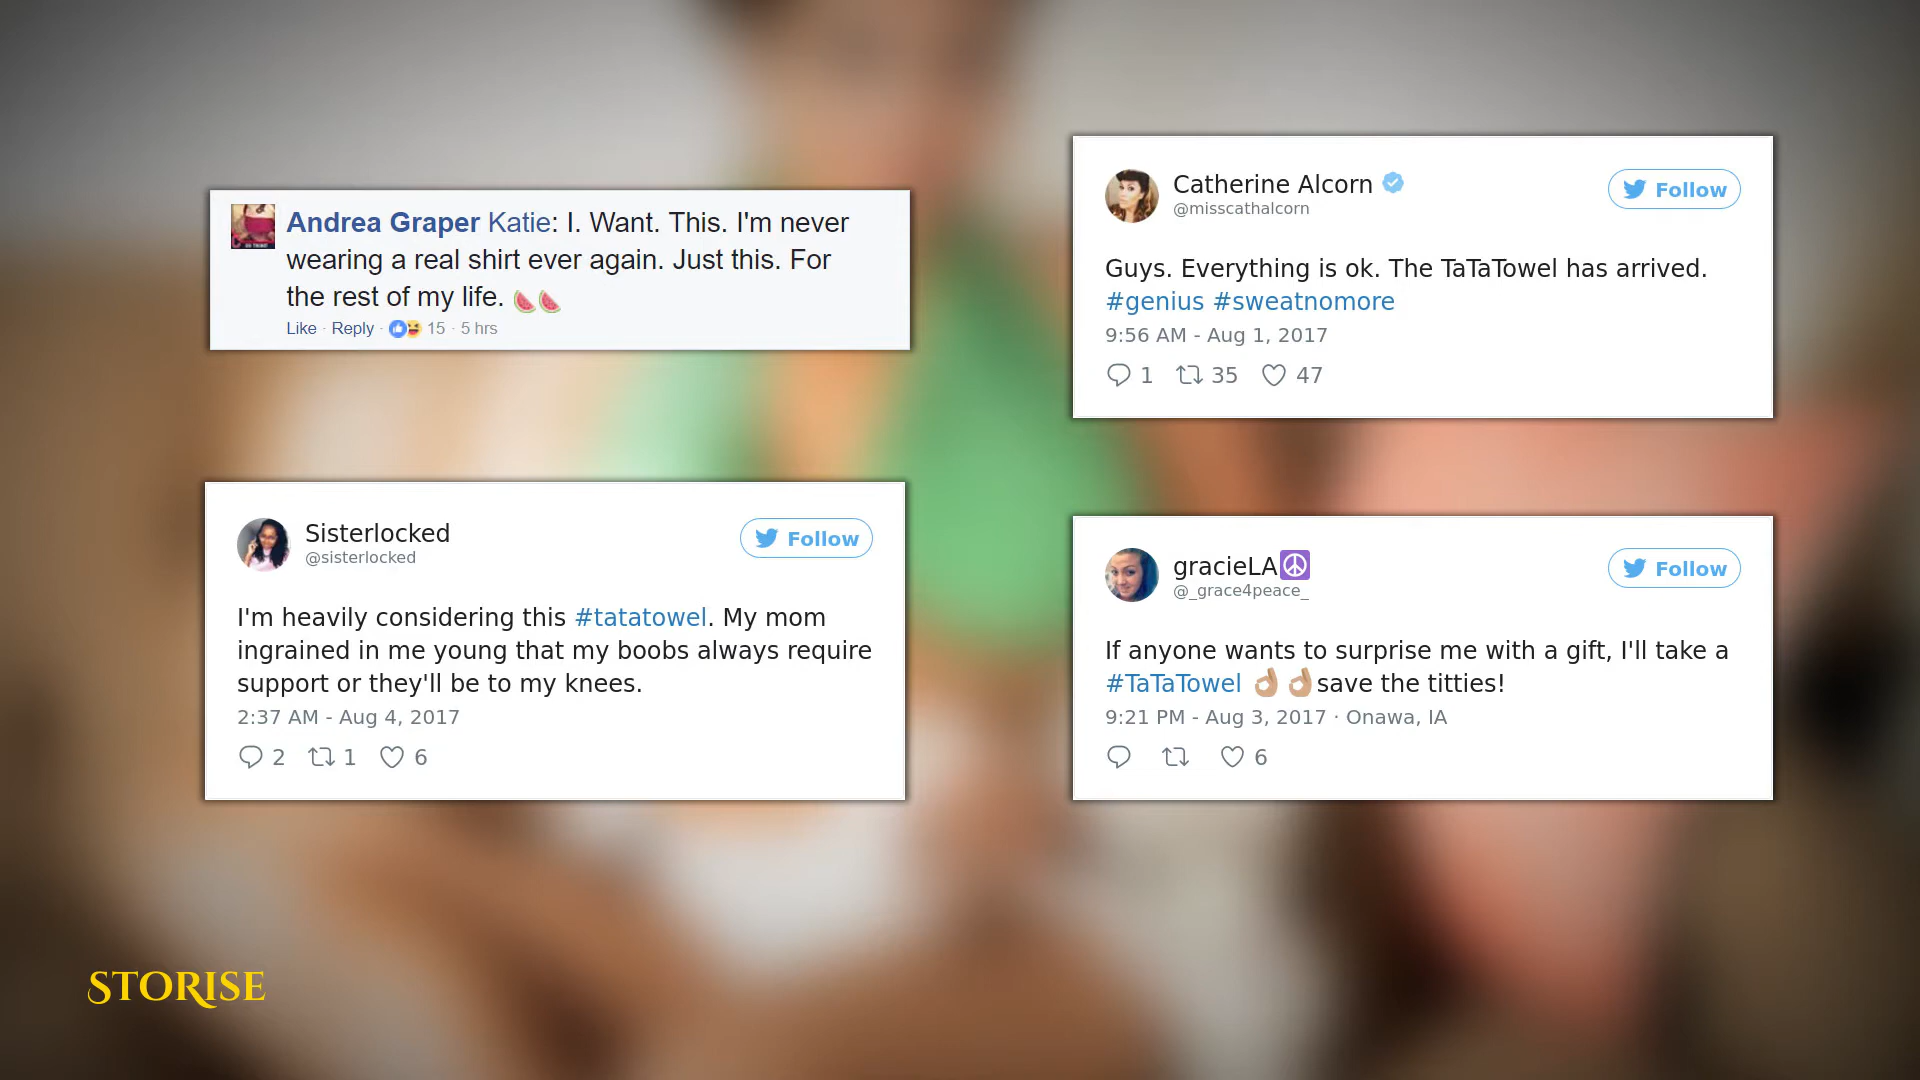 Andrea Graper Katie: I. Want. This. I'm never
wearing a real shirt ever again. Just this. For
the rest of my life. 🍉🍉
Like · Reply · 15 · 5 hrs
Catherine Alcorn
@misscathalcorn
Follow
Guys. Everything is ok. The TaTaTowel has arrived.
#genius #sweatnomore
9:56 AM - Aug 1, 2017
1 35 47
Sisterlocked
@sisterlocked
Follow
I'm heavily considering this #tatatowel. My mom
ingrained in me young that my boobs always require
support or they'll be to my knees.
2:37 AM - Aug 4, 2017
2 1 6
gracieLA☮
@_grace4peace_
Follow
If anyone wants to surprise me with a gift, I'll take a
#TaTaTowel 👌🏽👌🏽save the titties!
9:21 PM - Aug 3, 2017 · Onawa, IA
6
STORISE